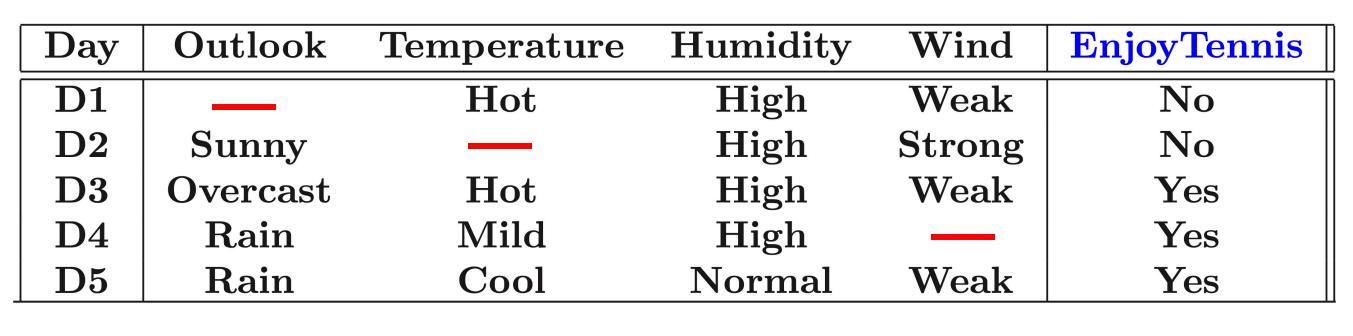 Day Outlook Temperature Humidity Wind EnjoyTennis
D1 — Hot High Weak No
D2 Sunny — High Strong No
D3 Overcast Hot High Weak Yes
D4 Rain Mild High — Yes
D5 Rain Cool Normal Weak Yes